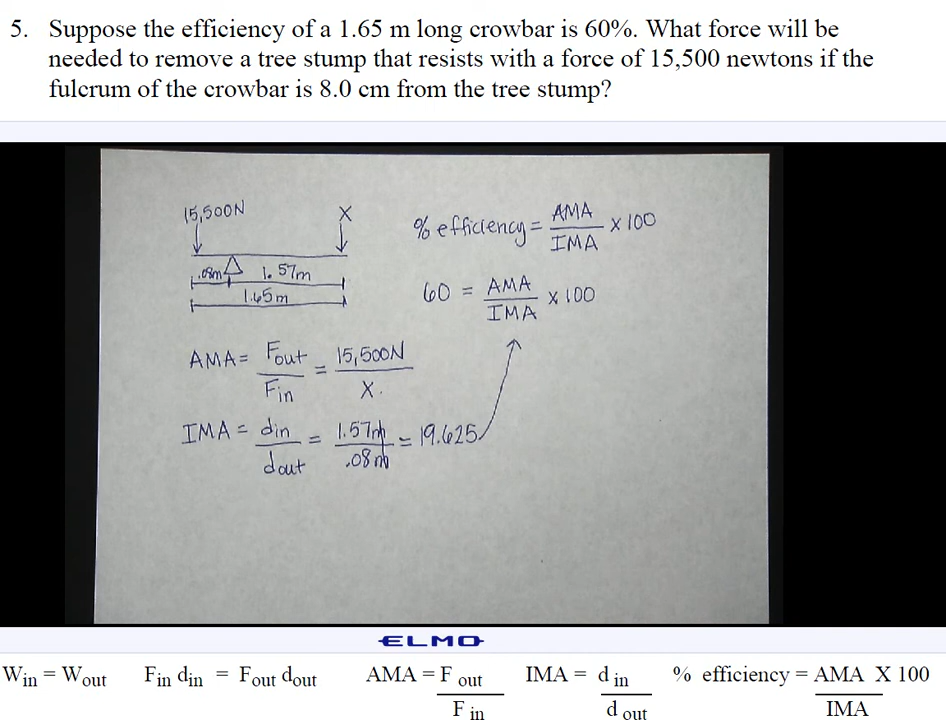 5. Suppose the efficiency of a 1.65 m long crowbar is 60%. What force will be
needed to remove a tree stump that resists with a force of 15,500 newtons if the
fulcrum of the crowbar is 8.0 cm from the tree stump?
15,500N X
.08m 1.57m
1.65m
% efficiency = AMA / IMA X 100
60 = AMA / IMA X 100
AMA = Fout / Fin = 15,500N / X.
IMA = din / dout = 1.57m / .08m = 19.625
ELMO
Win = Wout Fin din = Fout dout AMA = F out / F in IMA = d in / d out % efficiency = AMA / IMA X 100